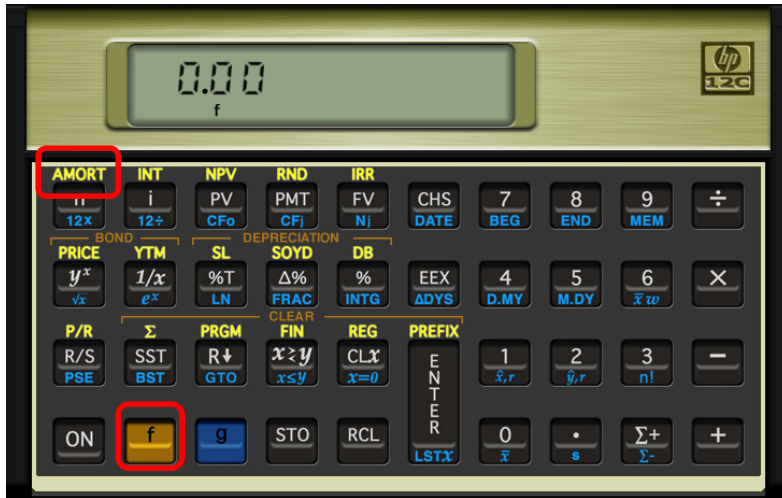 0.00
f
hp
12C
AMORT INT NPV RND IRR
n i PV PMT FV CHS 7 8 9 ÷
12x 12÷ CFo CFj Nj DATE BEG END MEM
BOND DEPRECIATION
PRICE YTM SL SOYD DB
yˣ 1/x %T Δ% % EEX 4 5 6 ×
√x eˣ LN FRAC INTG ΔDYS D.MY M.DY x̄w
CLEAR
P/R Σ PRGM FIN REG PREFIX
R/S SST R↓ x≷y CLx ENTER 1 2 3 −
PSE BST GTO x≤y x=0 x̂,r ŷ,r n!
ON f g STO RCL 0 • Σ+ +
LSTx x̄ s Σ-